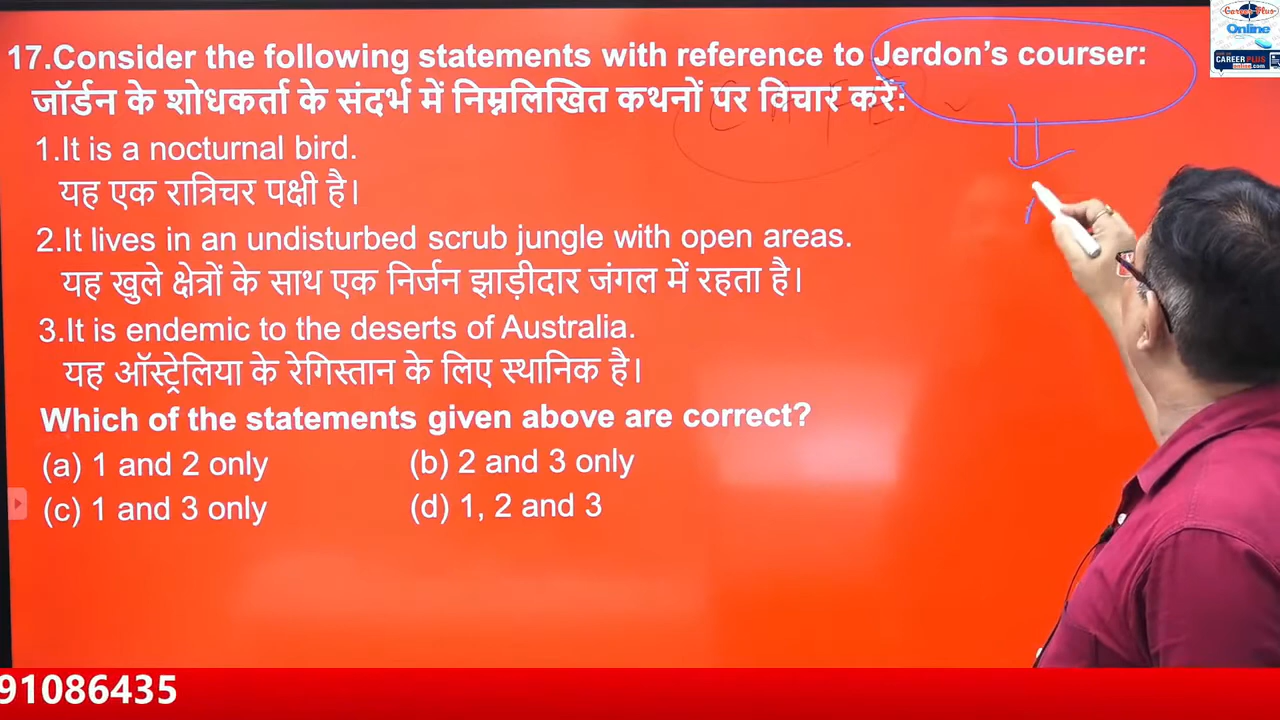 17.Consider the following statements with reference to Jerdon's courser:
जॉर्डन के शोधकर्ता के संदर्भ में निम्नलिखित कथनों पर विचार करें:
1.It is a nocturnal bird.
यह एक रात्रिचर पक्षी है।
2.It lives in an undisturbed scrub jungle with open areas.
यह खुले क्षेत्रों के साथ एक निर्जन झाड़ीदार जंगल में रहता है।
3.It is endemic to the deserts of Australia.
यह ऑस्ट्रेलिया के रेगिस्तान के लिए स्थानिक है।
Which of the statements given above are correct?
(a) 1 and 2 only (b) 2 and 3 only
(c) 1 and 3 only (d) 1, 2 and 3
Career Plus
Online
CAREER PLUS
91086435